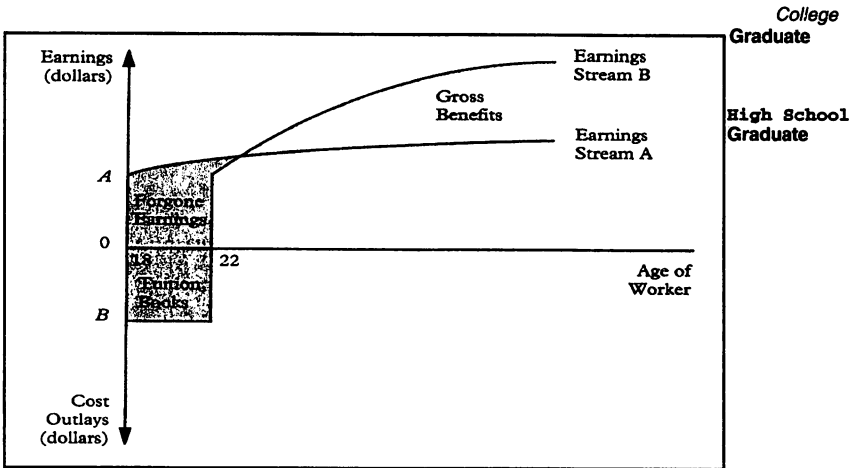 College
Graduate
Earnings
(dollars)
Earnings
Stream B
Gross
Benefits
High School
Graduate
Earnings
Stream A
A
Forgone
Earnings
0
18
22
Tuition,
Books
Age of
Worker
B
Cost
Outlays
(dollars)